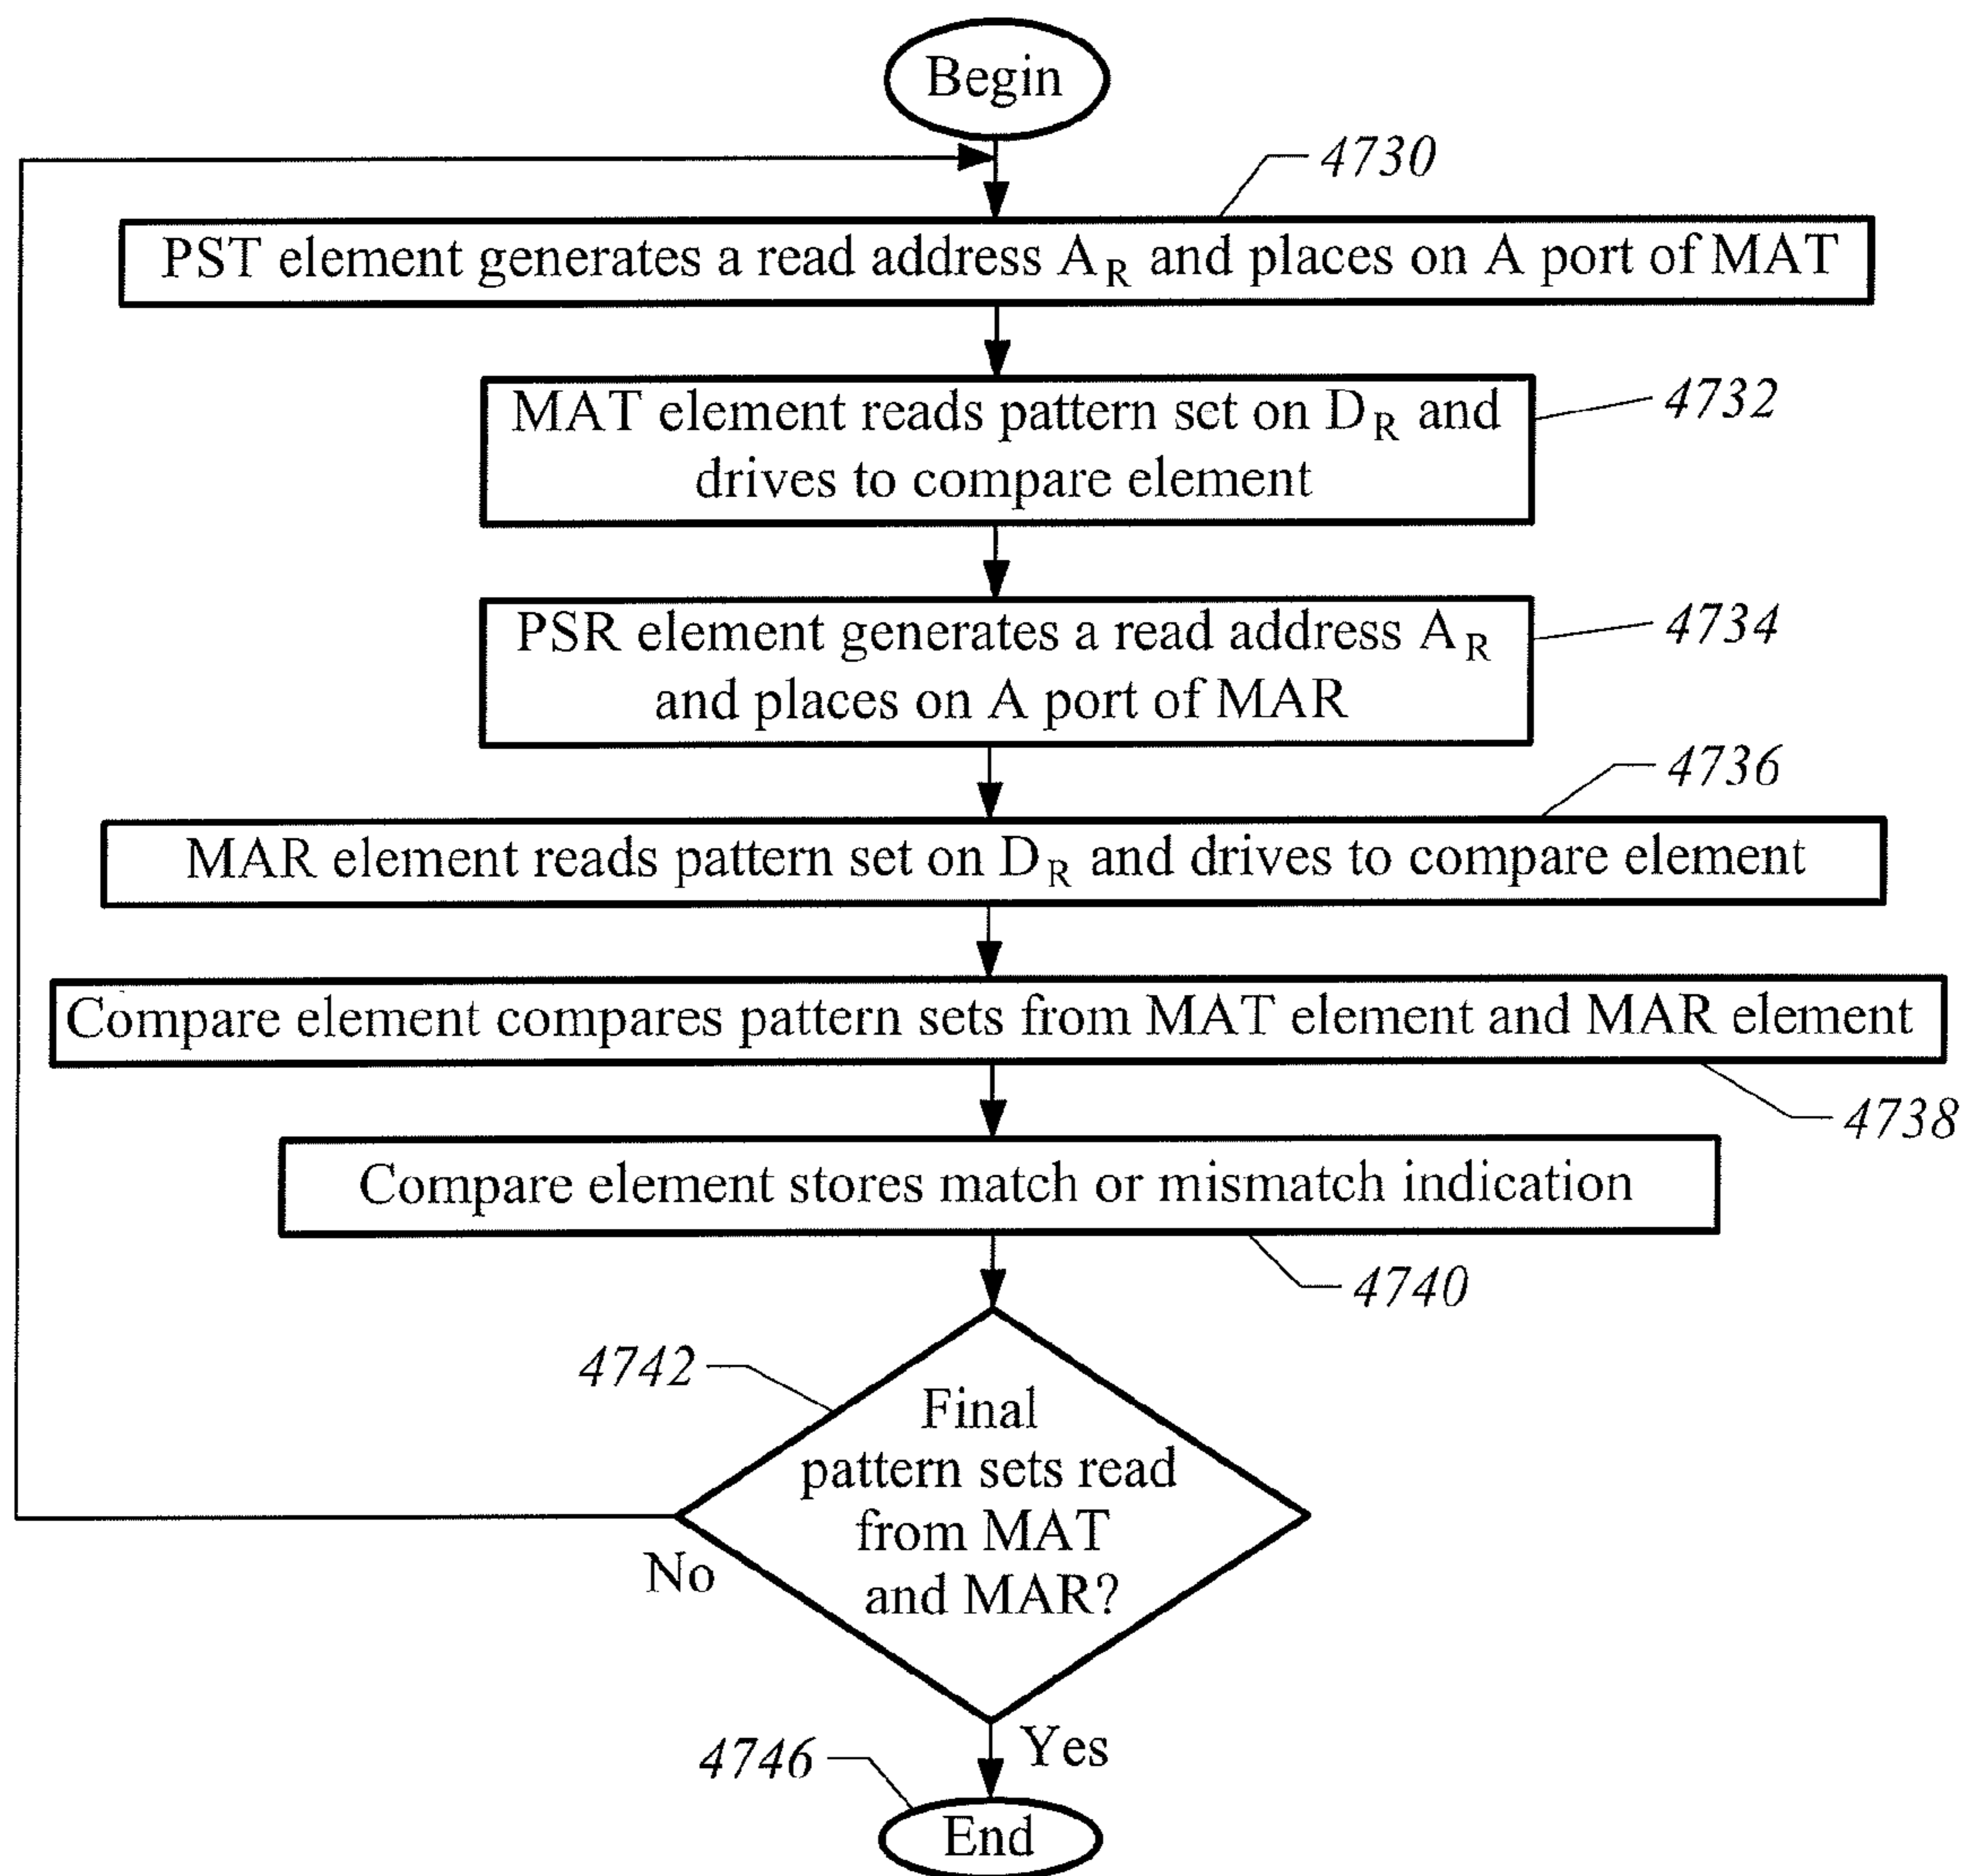 Begin
4730
PST element generates a read address A_R and places on A port of MAT
MAT element reads pattern set on D_R and
drives to compare element
4732
PSR element generates a read address A_R
and places on A port of MAR
4734
4736
MAR element reads pattern set on D_R and drives to compare element
Compare element compares pattern sets from MAT element and MAR element
4738
Compare element stores match or mismatch indication
4740
4742
Final
pattern sets read
from MAT
and MAR?
No
Yes
4746
End